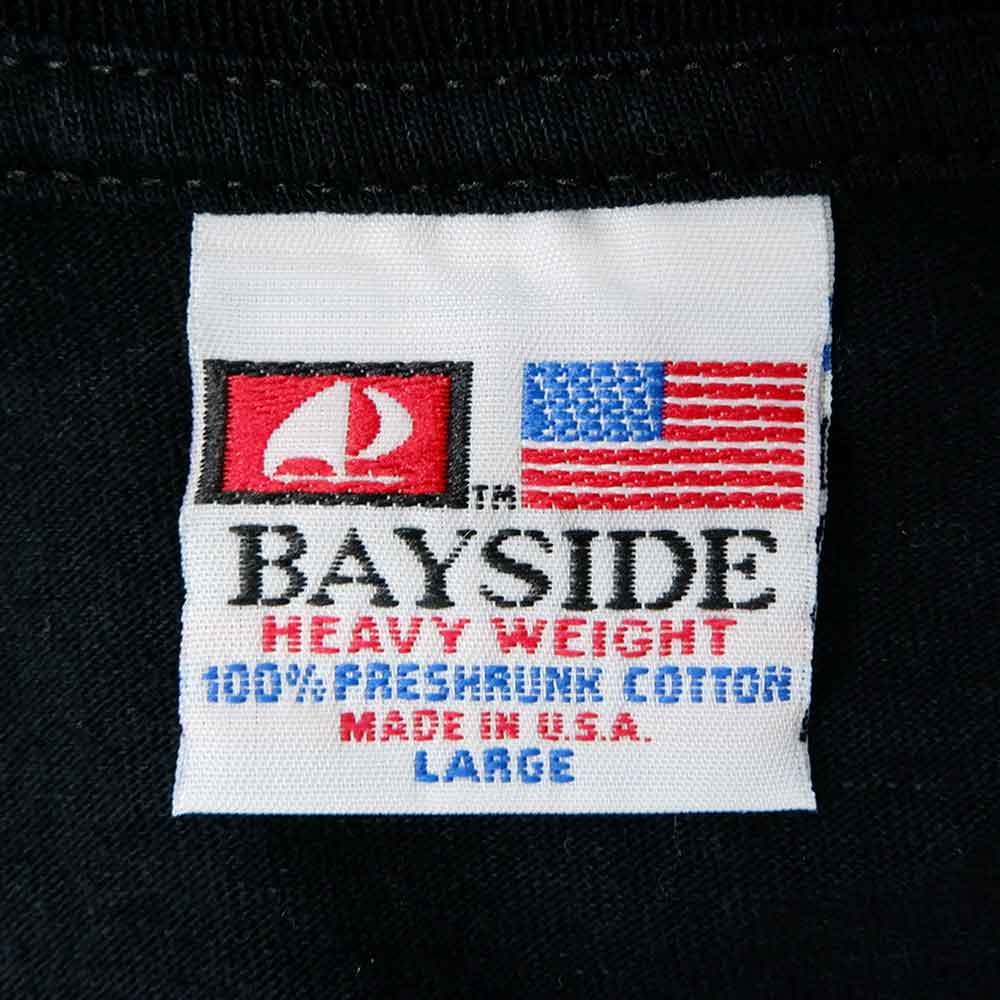 TM
BAYSIDE
HEAVY WEIGHT
100% PRESHRUNK COTTON
MADE IN U.S.A.
LARGE